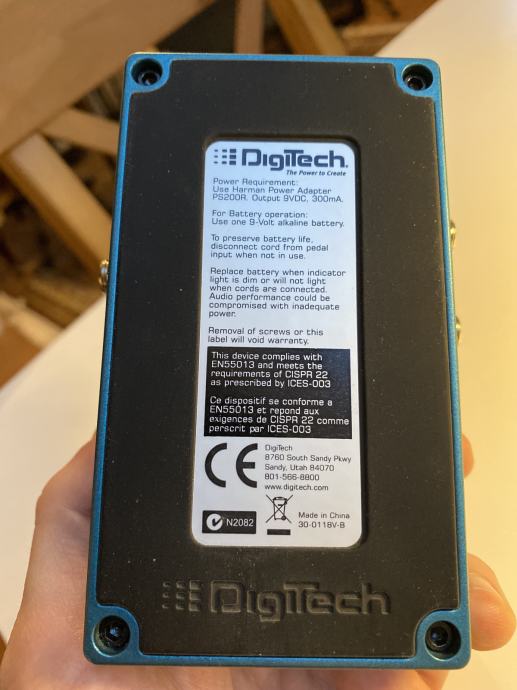 DigiTech
The Power to Create
Power Requirement:
Use Harman Power Adapter
PS200R. Output 9VDC, 300mA.
For Battery operation:
Use one 9-Volt alkaline battery.
To preserve battery life,
disconnect cord from pedal
input when not in use.
Replace battery when indicator
light is dim or will not light
when cords are connected.
Audio performance could be
compromised with inadequate
power.
Removal of screws or this
label will void warranty.
This device complies with
EN55013 and meets the
requirements of CISPR 22
as prescribed by ICES-003
Ce dispositif se conforme a
EN55013 et repond aux
exigences de CISPR 22 comme
perscrit par ICES-003
CE
DigiTech
8760 South Sandy Pkwy
Sandy, Utah 84070
801-566-8800
www.digitech.com
N2082
Made in China
30-0118V-B
DigiTech